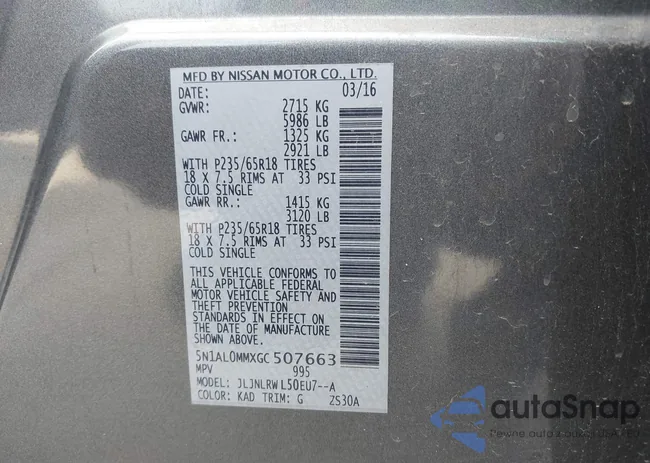 MFD BY NISSAN MOTOR CO., LTD.
DATE: 03/16
GVWR: 2715 KG
5986 LB
GAWR FR.: 1325 KG
2921 LB
WITH P235/65R18 TIRES
18 X 7.5 RIMS AT 33 PSI
COLD SINGLE
GAWR RR.: 1415 KG
3120 LB
WITH P235/65R18 TIRES
18 X 7.5 RIMS AT 33 PSI
COLD SINGLE
THIS VEHICLE CONFORMS TO
ALL APPLICABLE FEDERAL
MOTOR VEHICLE SAFETY AND
THEFT PREVENTION
STANDARDS IN EFFECT ON
THE DATE OF MANUFACTURE
SHOWN ABOVE.
5N1AL0MMXGC507663
MPV 995
MODEL: JLJNLRWL50EU7--A
COLOR: KAD TRIM: G 2S30A
autoSnap
Ревние авто.